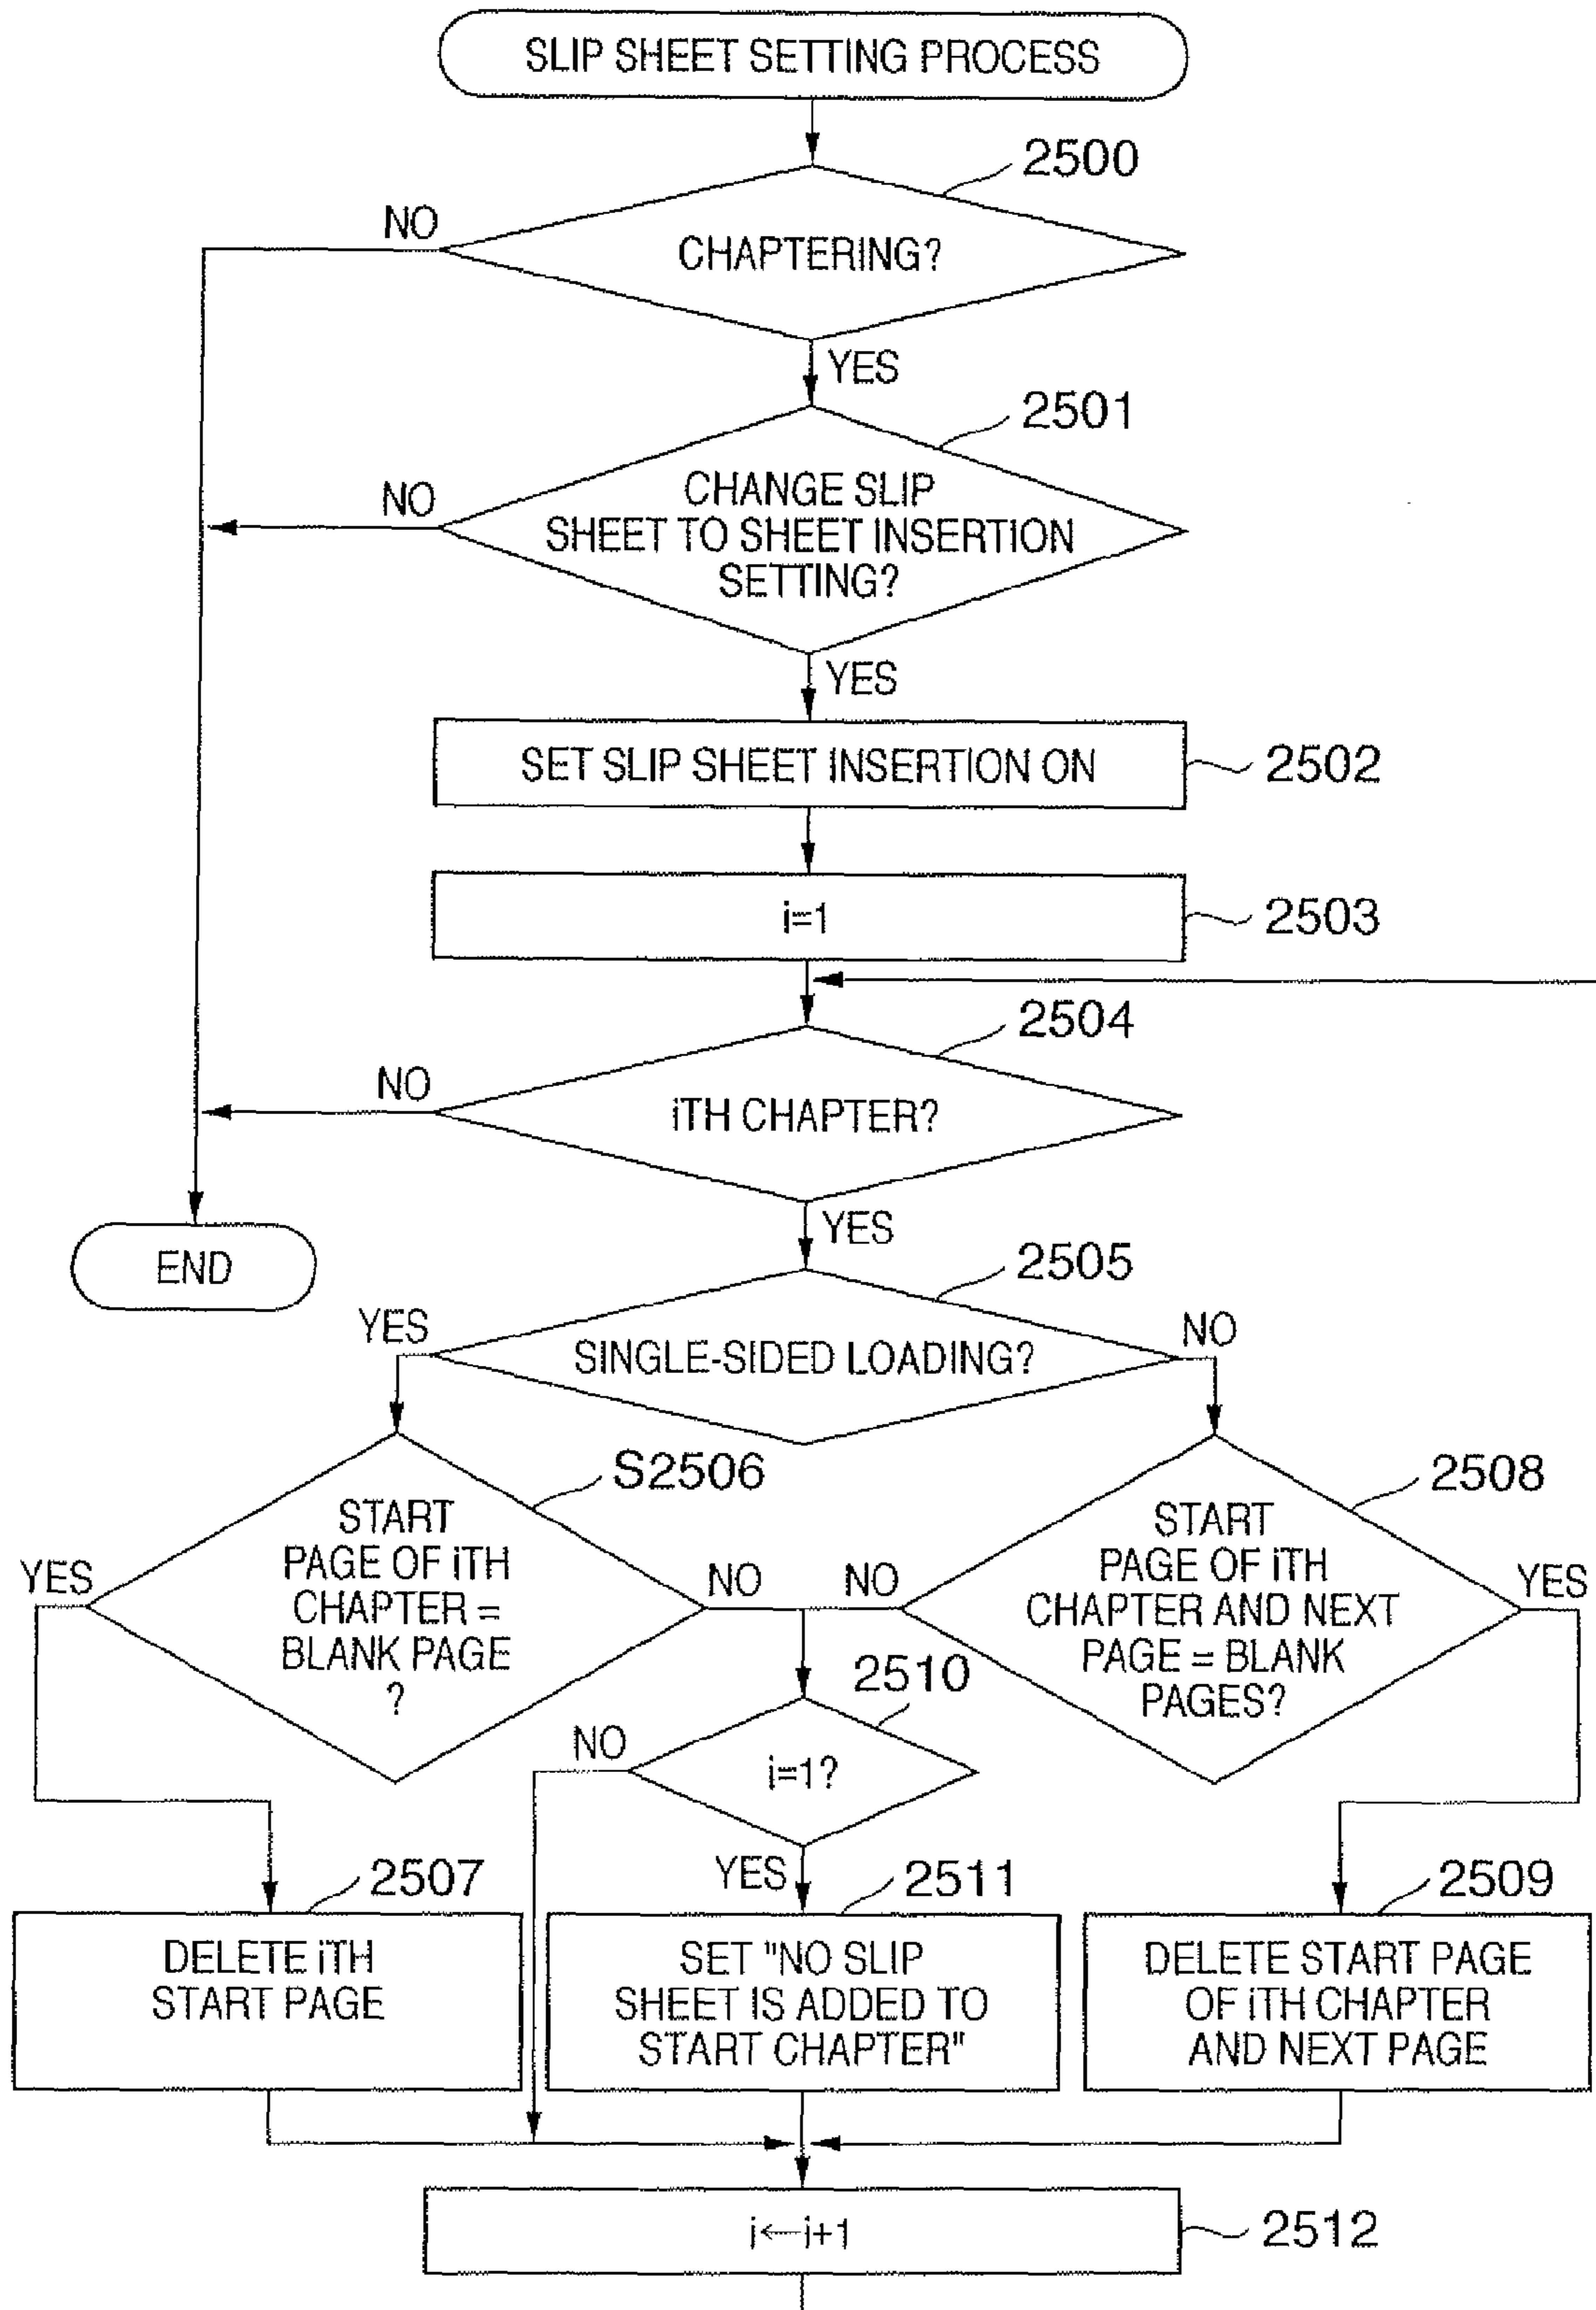 SLIP SHEET SETTING PROCESS
2500
NO
CHAPTERING?
YES
2501
NO
CHANGE SLIP
SHEET TO SHEET INSERTION
SETTING?
YES
SET SLIP SHEET INSERTION ON
2502
i=1
2503
2504
NO
iTH CHAPTER?
YES
END
2505
YES
NO
SINGLE-SIDED LOADING?
S2506
START
PAGE OF iTH
CHAPTER =
BLANK PAGE
?
YES
NO
2508
START
PAGE OF iTH
CHAPTER AND NEXT
PAGE = BLANK
PAGES?
NO
YES
2510
NO
i=1?
YES
2507
DELETE iTH
START PAGE
2511
SET "NO SLIP
SHEET IS ADDED TO
START CHAPTER"
2509
DELETE START PAGE
OF iTH CHAPTER
AND NEXT PAGE
i←i+1
2512